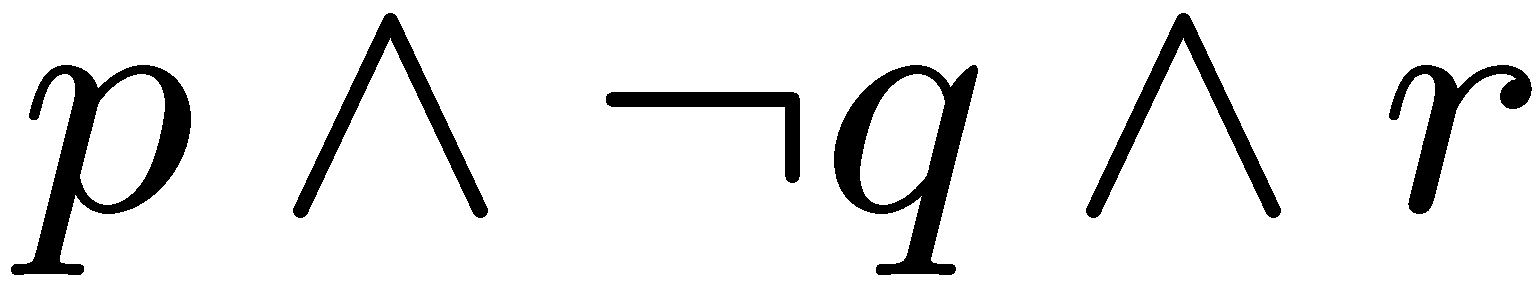 p ∧ ¬q ∧ r